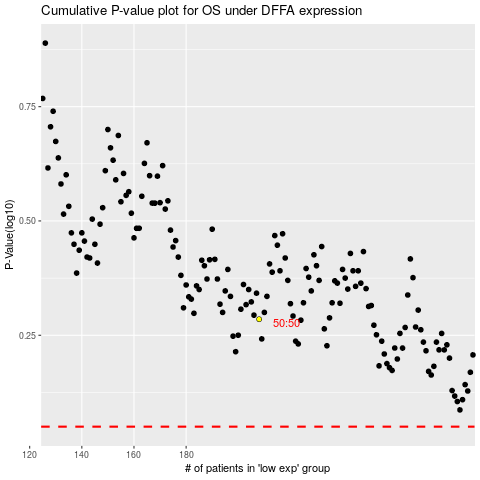 Cumulative P-value plot for OS under DFFA expression
P-Value(log10)
0.75
0.50
0.25
50:50
120 140 160 180
# of patients in 'low exp' group